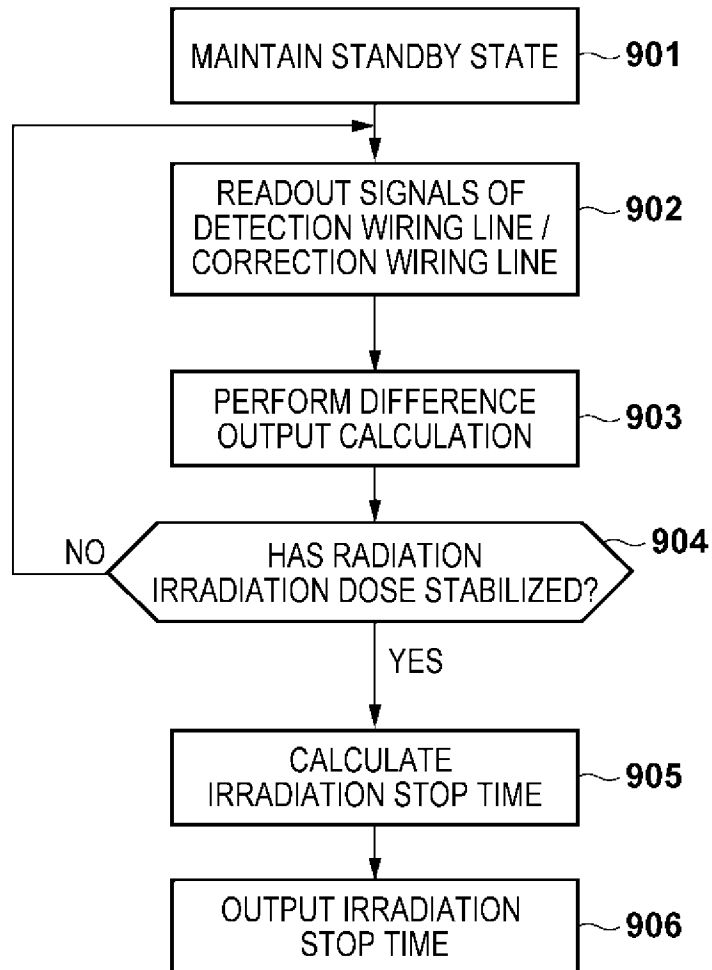 MAINTAIN STANDBY STATE
901
READOUT SIGNALS OF
DETECTION WIRING LINE /
CORRECTION WIRING LINE
902
PERFORM DIFFERENCE
OUTPUT CALCULATION
903
NO
HAS RADIATION
IRRADIATION DOSE STABILIZED?
904
YES
CALCULATE
IRRADIATION STOP TIME
905
OUTPUT IRRADIATION
STOP TIME
906